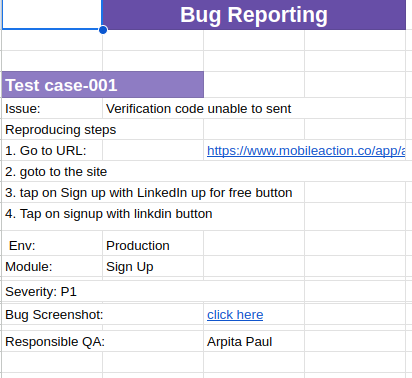 Bug Reporting
Test case-001
Issue: Verification code unable to sent
Reproducing steps
1. Go to URL: https://www.mobileaction.co/app/a
2. goto to the site
3. tap on Sign up with LinkedIn up for free button
4. Tap on signup with linkdin button
Env: Production
Module: Sign Up
Severity: P1
Bug Screenshot: click here
Responsible QA: Arpita Paul